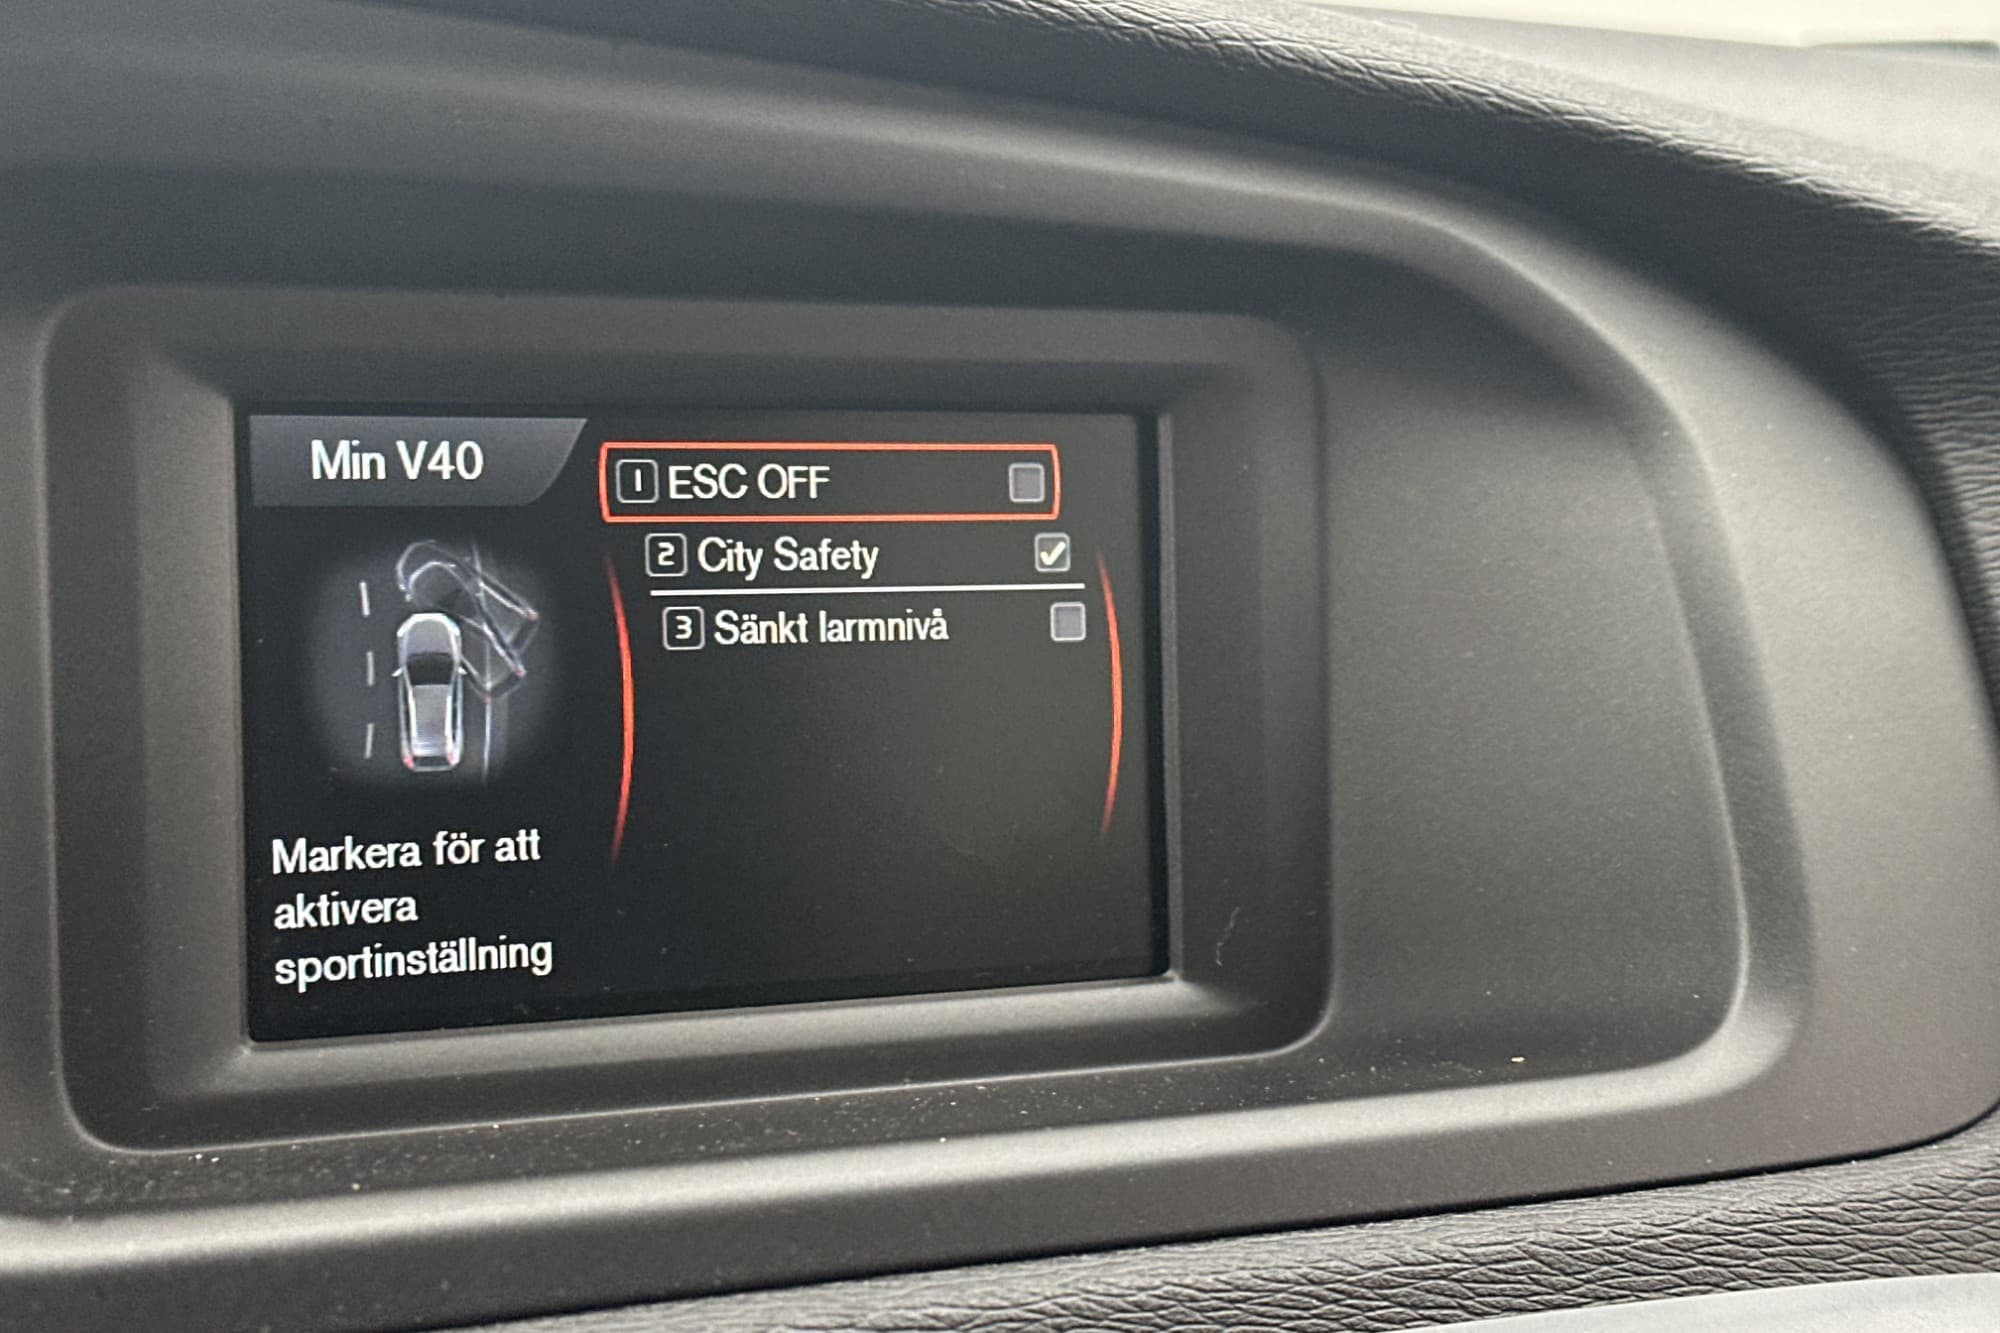 Min V40
1 ESC OFF
2 City Safety
3 Sänkt larmnivå
Markera för att
aktivera
sportinställning